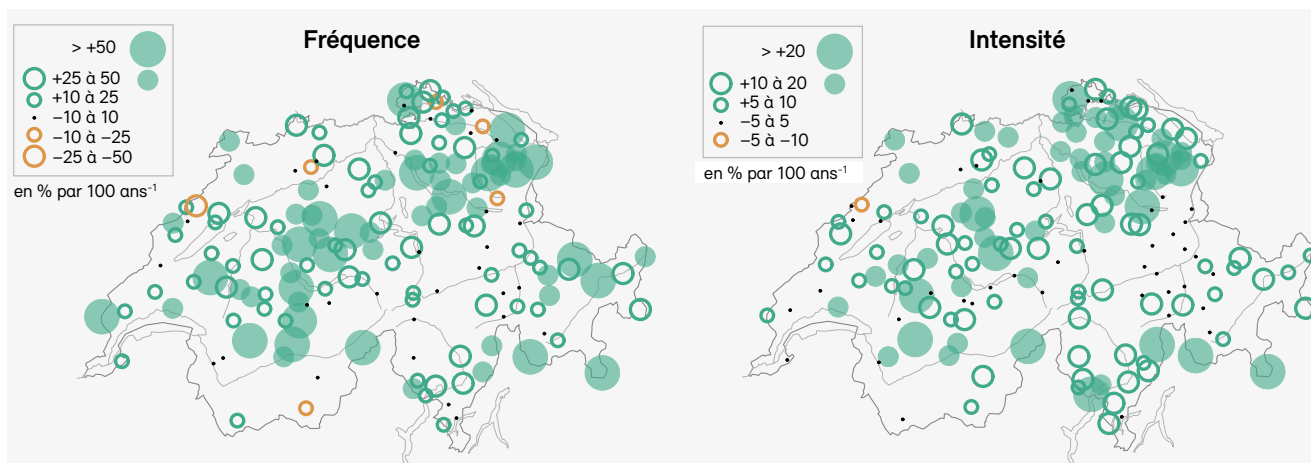 Fréquence
> +50
+25 à 50
+10 à 25
−10 à 10
−10 à −25
−25 à −50
en % par 100 ans⁻¹
Intensité
> +20
+10 à 20
+5 à 10
−5 à 5
−5 à −10
en % par 100 ans⁻¹